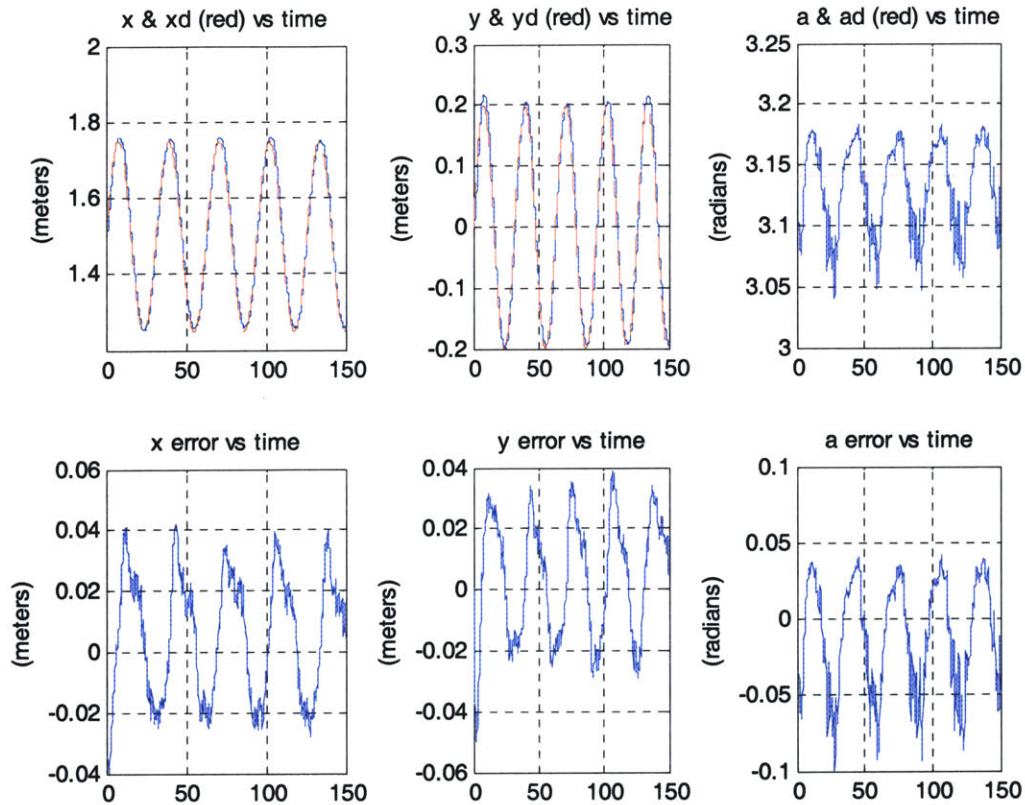 x & xd (red) vs time
y & yd (red) vs time
a & ad (red) vs time
(meters)
2
1.8
1.6
1.4
0 50 100 150
(meters)
0.3
0.2
0.1
0
-0.1
-0.2
0 50 100 150
(radians)
3.25
3.2
3.15
3.1
3.05
3
0 50 100 150
x error vs time
y error vs time
a error vs time
(meters)
0.06
0.04
0.02
0
-0.02
-0.04
0 50 100 150
(meters)
0.04
0.02
0
-0.02
-0.04
-0.06
0 50 100 150
(radians)
0.1
0.05
0
-0.05
-0.1
0 50 100 150